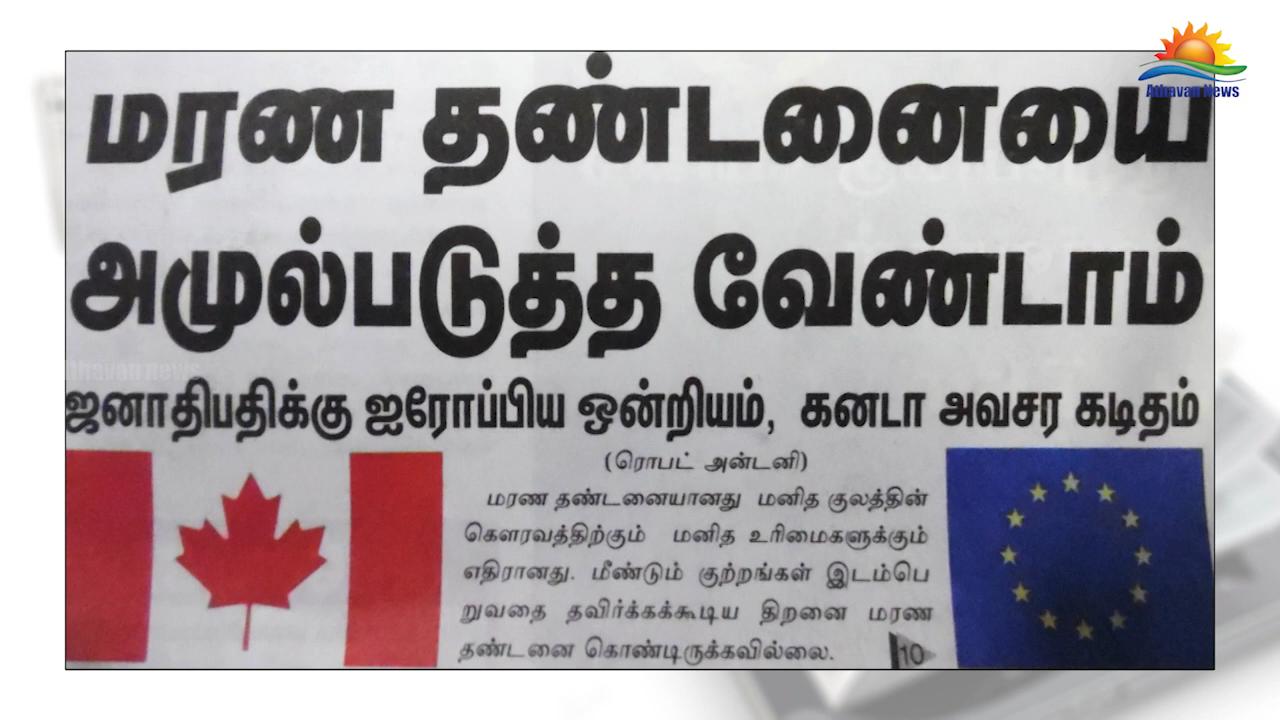 Athavan News
மரண தண்டனையை
அமுல்படுத்த வேண்டாம்
Athavan news
ஜனாதிபதிக்கு ஐரோப்பிய ஒன்றியம், கனடா அவசர கடிதம்
(ரொபட் அன்டனி)
மரண தண்டனையானது மனித குலத்தின்
கௌரவத்திற்கும் மனித உரிமைகளுக்கும்
எதிரானது. மீண்டும் குற்றங்கள் இடம்பெ
றுவதை தவிர்க்கக்கூடிய திறனை மரண
தண்டனை கொண்டிருக்கவில்லை.
10